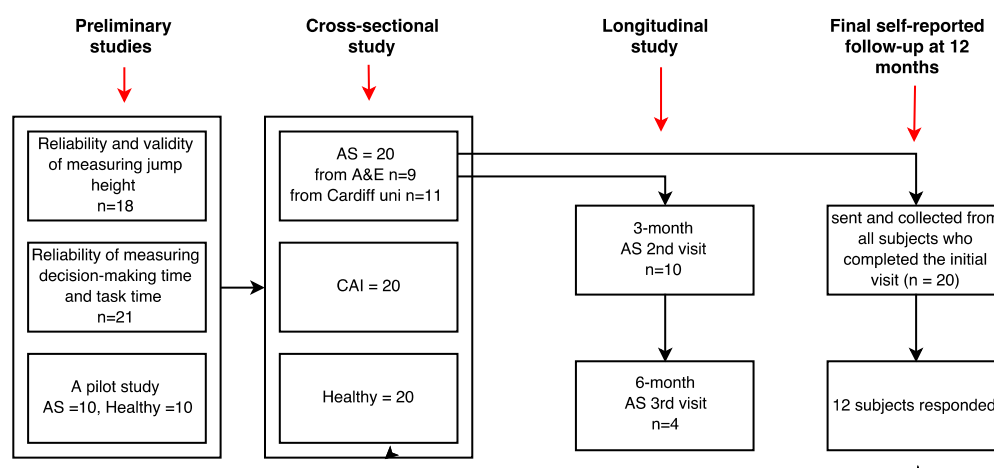 Preliminary
studies
Reliability and validity
of measuring jump
height
n=18
Reliability of measuring
decision-making time
and task time
n=21
A pilot study
AS =10, Healthy =10
Cross-sectional
study
AS = 20
from A&E n=9
from Cardiff uni n=11
CAI = 20
Healthy = 20
Longitudinal
study
3-month
AS 2nd visit
n=10
6-month
AS 3rd visit
n=4
Final self-reported
follow-up at 12
months
sent and collected from
all subjects who
completed the initial
visit (n = 20)
12 subjects responded